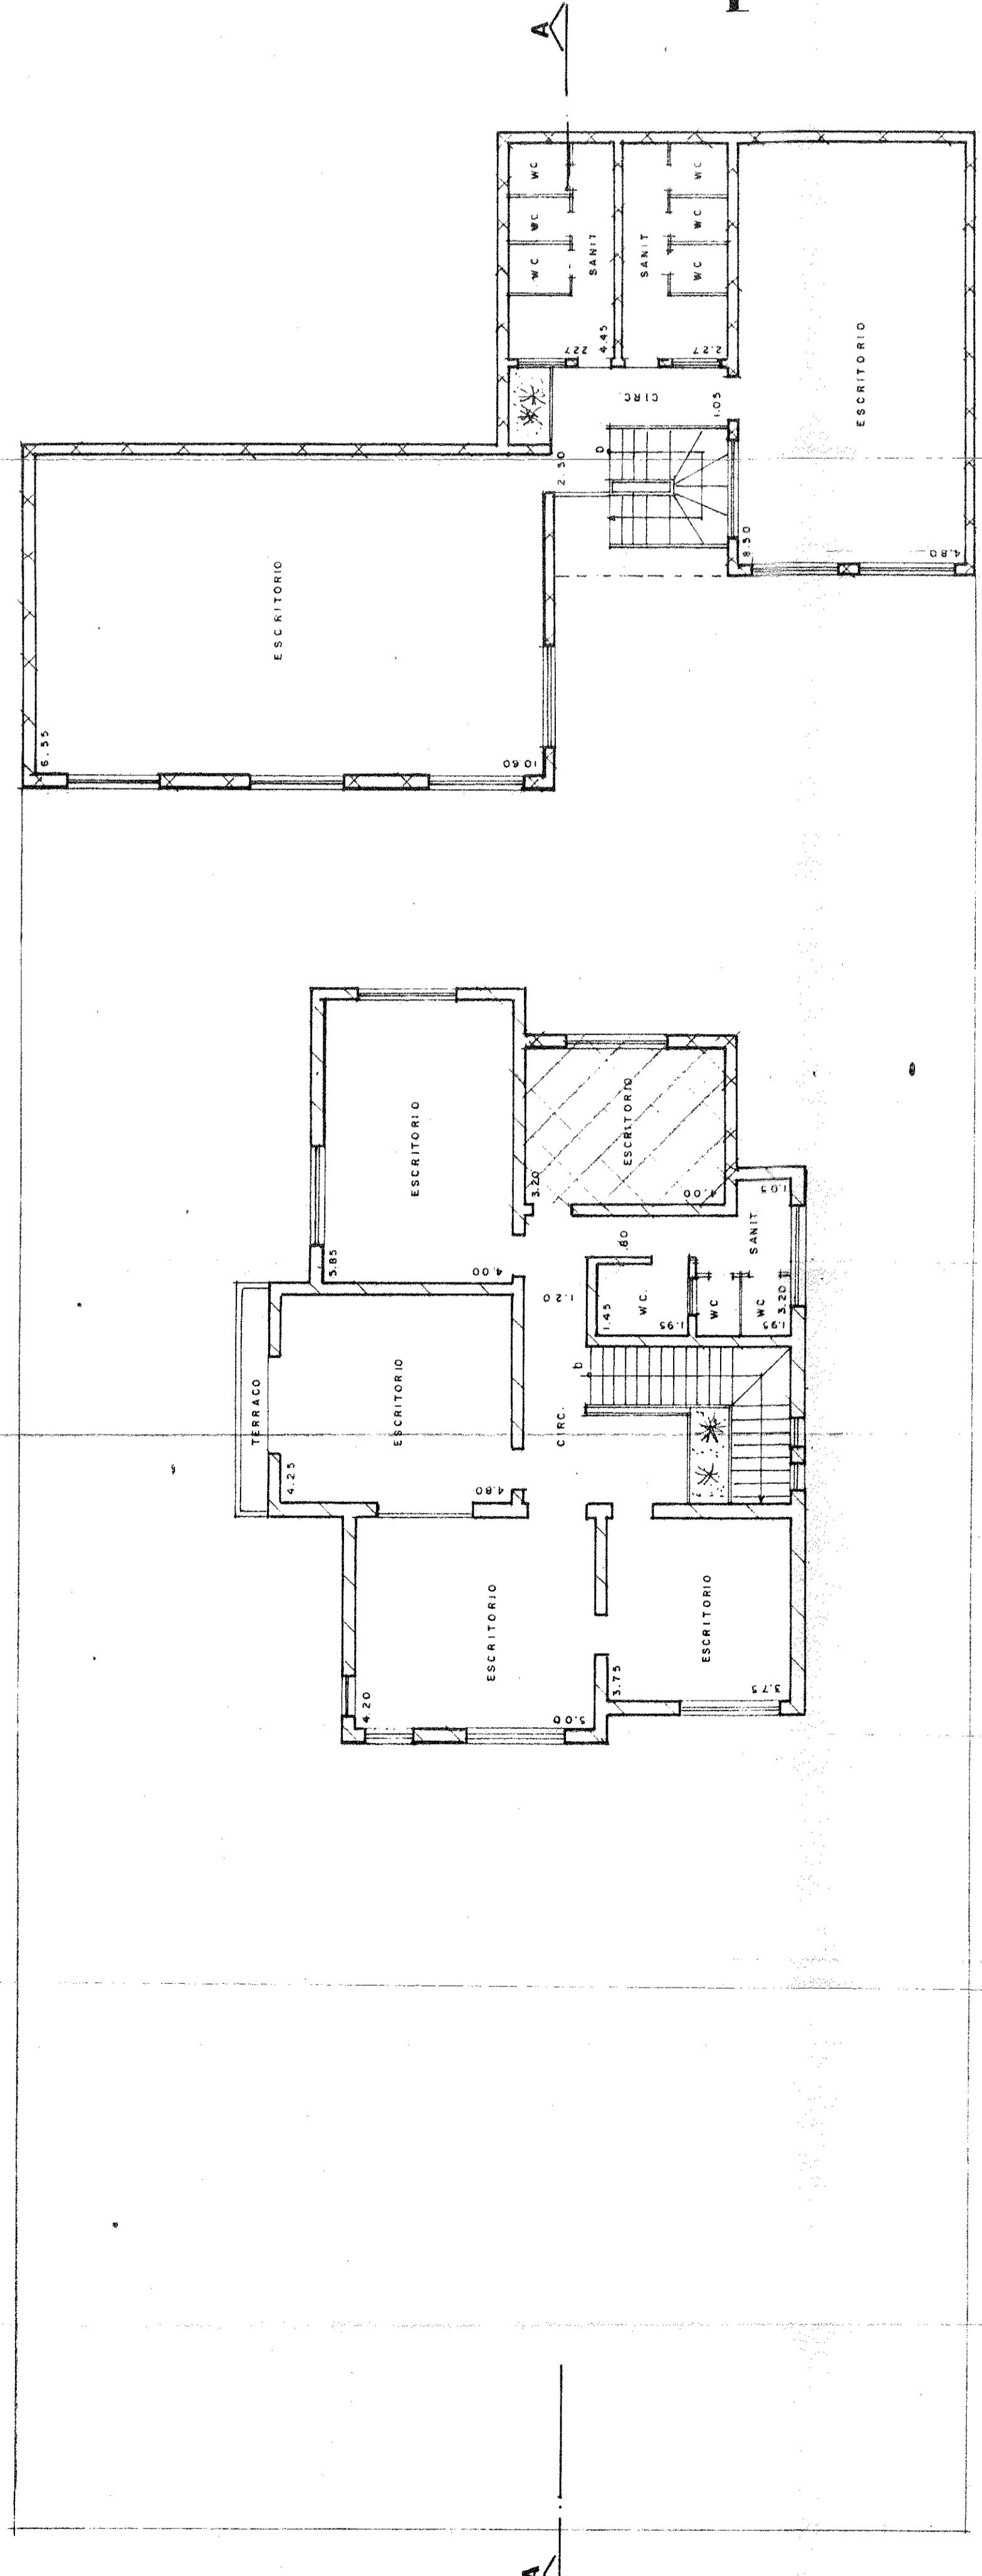 A
WC
WC
WC
SANIT
SANIT
WC
WC
WC
2.27
4.45
2.27
CIRC.
1.05
ESCRITORIO
2.30
8.50
4.80
ESCRITORIO
6.55
10.60
ESCRITORIO
5.85
4.00
ESCRITORIO
3.20
4.00
1.05
SANIT
.80
WC.
1.45
1.95
WC
WC
3.20
1.95
1.20
TERRACO
ESCRITORIO
4.25
4.80
CIRC.
b
ESCRITORIO
4.20
5.00
ESCRITORIO
3.75
3.75
A